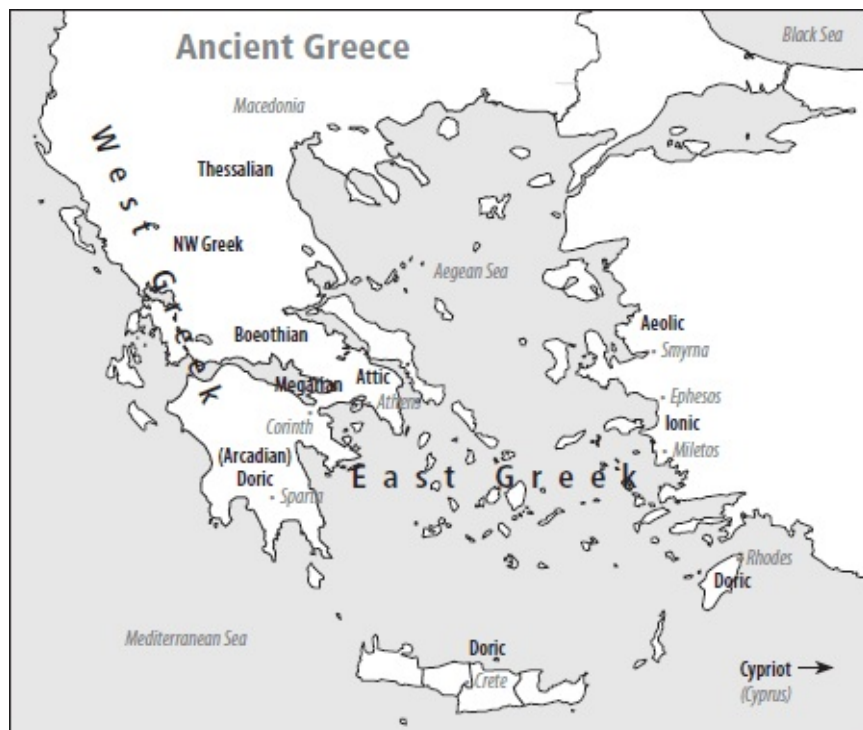 Black Sea
Ancient Greece
Macedonia
West Greek
Thessalian
NW Greek
Aegean Sea
Aeolic
Boeothian
Smyrna
Megarian
Attic
Athens
Ephesos
Corinth
Ionic
(Arcadian)
Doric
Miletos
East Greek
Sparta
Rhodes
Doric
Mediterranean Sea
Doric
Crete
Cypriot
(Cyprus)